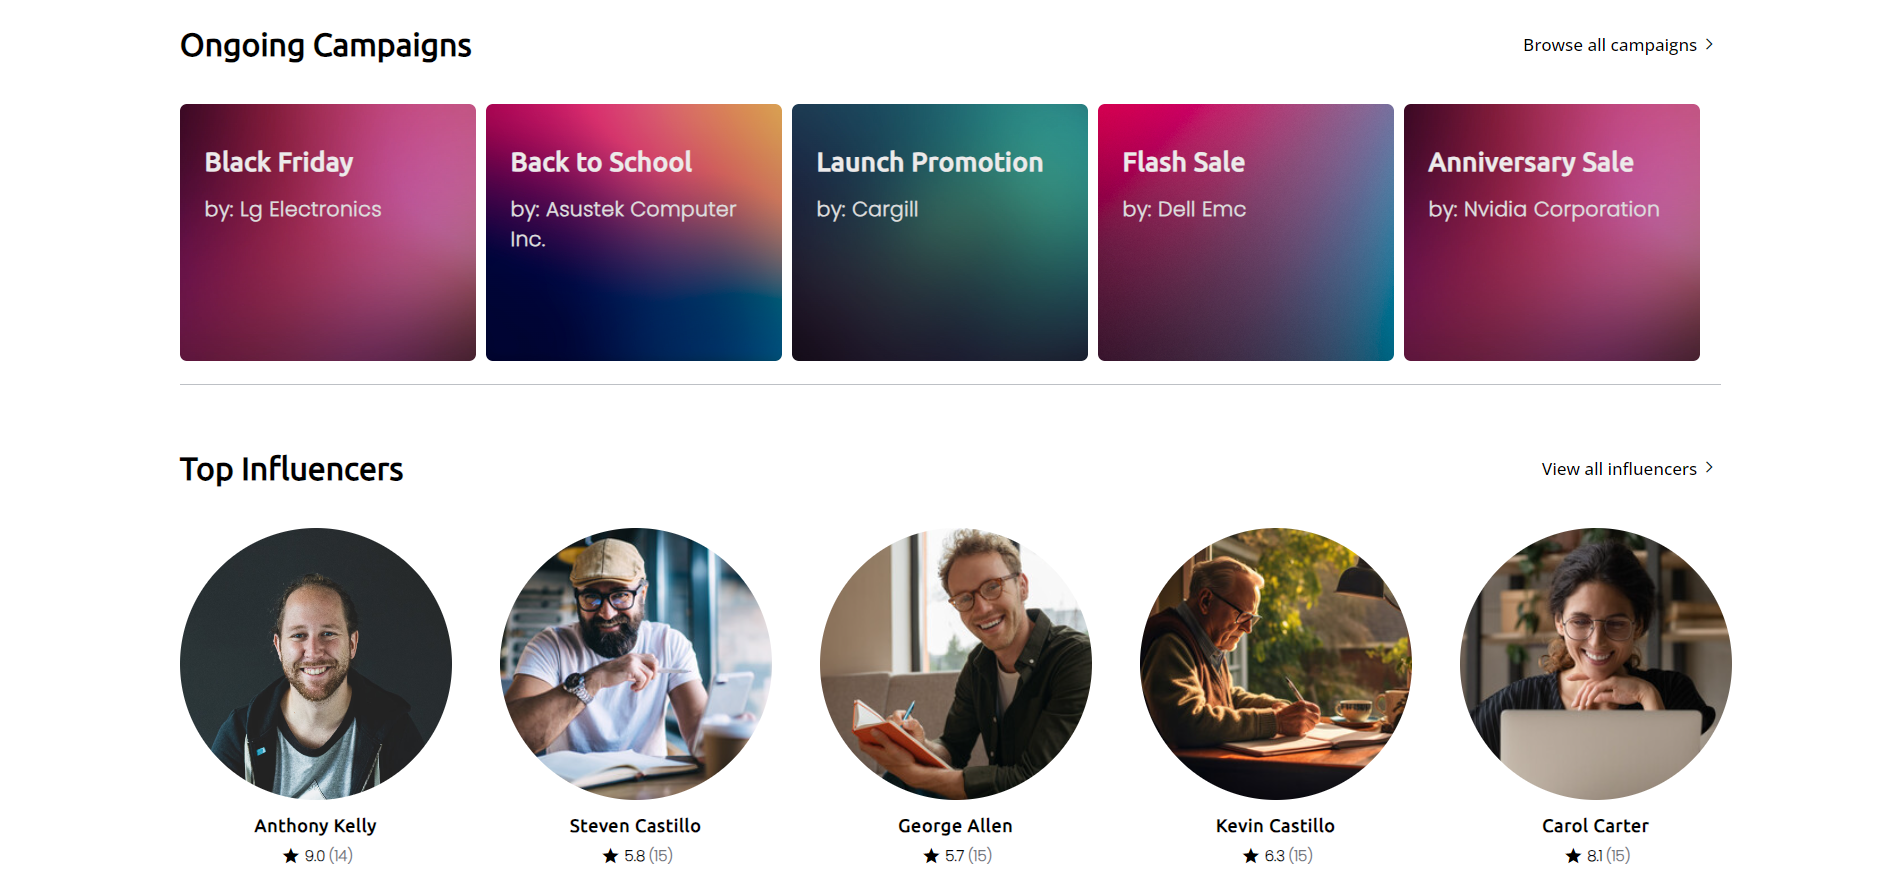 Ongoing Campaigns
Browse all campaigns
Black Friday
by: Lg Electronics
Back to School
by: Asustek Computer
Inc.
Launch Promotion
by: Cargill
Flash Sale
by: Dell Emc
Anniversary Sale
by: Nvidia Corporation
Top Influencers
View all influencers
Anthony Kelly
9.0 (14)
Steven Castillo
5.8 (15)
George Allen
5.7 (15)
Kevin Castillo
6.3 (15)
Carol Carter
8.1 (15)